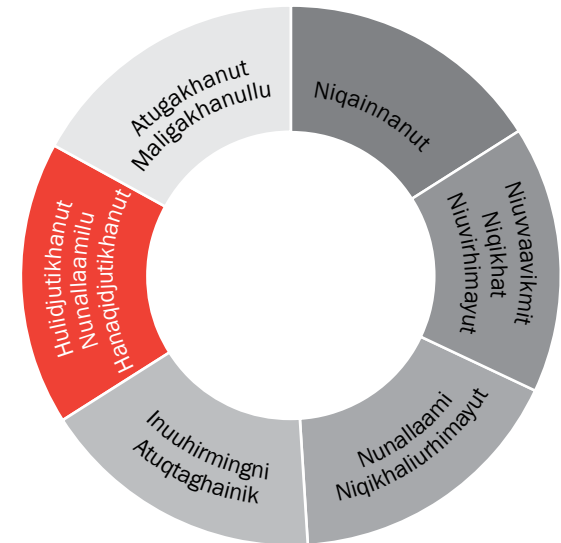 Niqainnanut
Niuvvaavikmit
Niqikhat
Niuvirhimayut
Nunallaami
Niqikhaliurhimayut
Inuuhirmingni
Atuqtaghainik
Hulidjutikhanut
Nunallaamilu
Hanaqidjutikhanut
Atugakhanut
Maligakhanullu